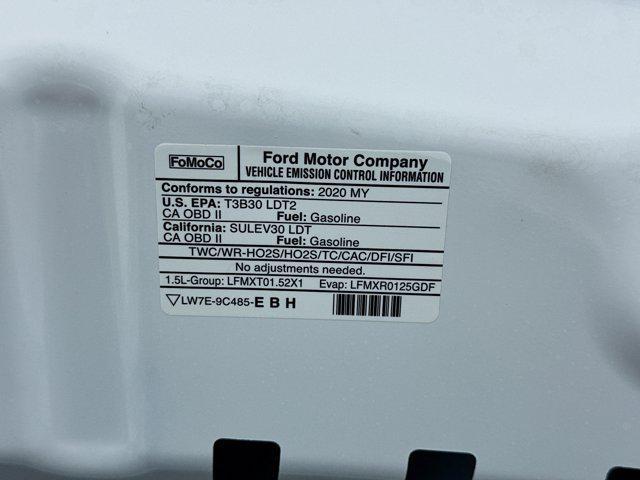 FoMoCo
Ford Motor Company
VEHICLE EMISSION CONTROL INFORMATION
Conforms to regulations: 2020 MY
U.S. EPA: T3B30 LDT2
CA OBD II Fuel: Gasoline
California: SULEV30 LDT
CA OBD II Fuel: Gasoline
TWC/WR-HO2S/HO2S/TC/CAC/DFI/SFI
No adjustments needed.
1.5L-Group: LFMXT01.52X1 Evap: LFMXR0125GDF
LW7E-9C485-E B H